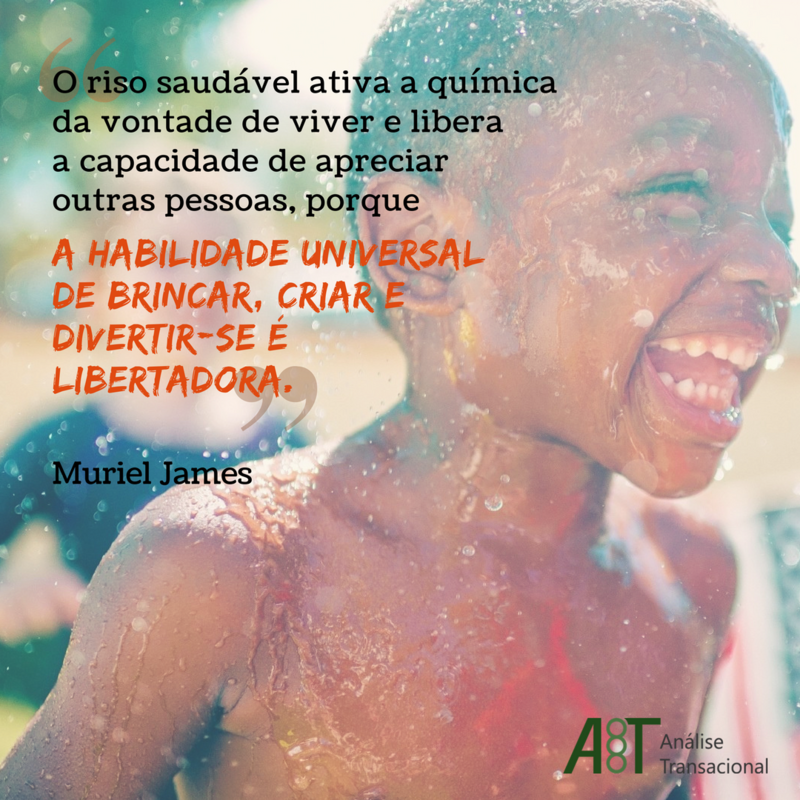 “
O riso saudável ativa a química
da vontade de viver e libera
a capacidade de apreciar
outras pessoas, porque
A HABILIDADE UNIVERSAL
DE BRINCAR, CRIAR E
DIVERTIR-SE É
LIBERTADORA.
”
Muriel James
A8T Análise
Transacional